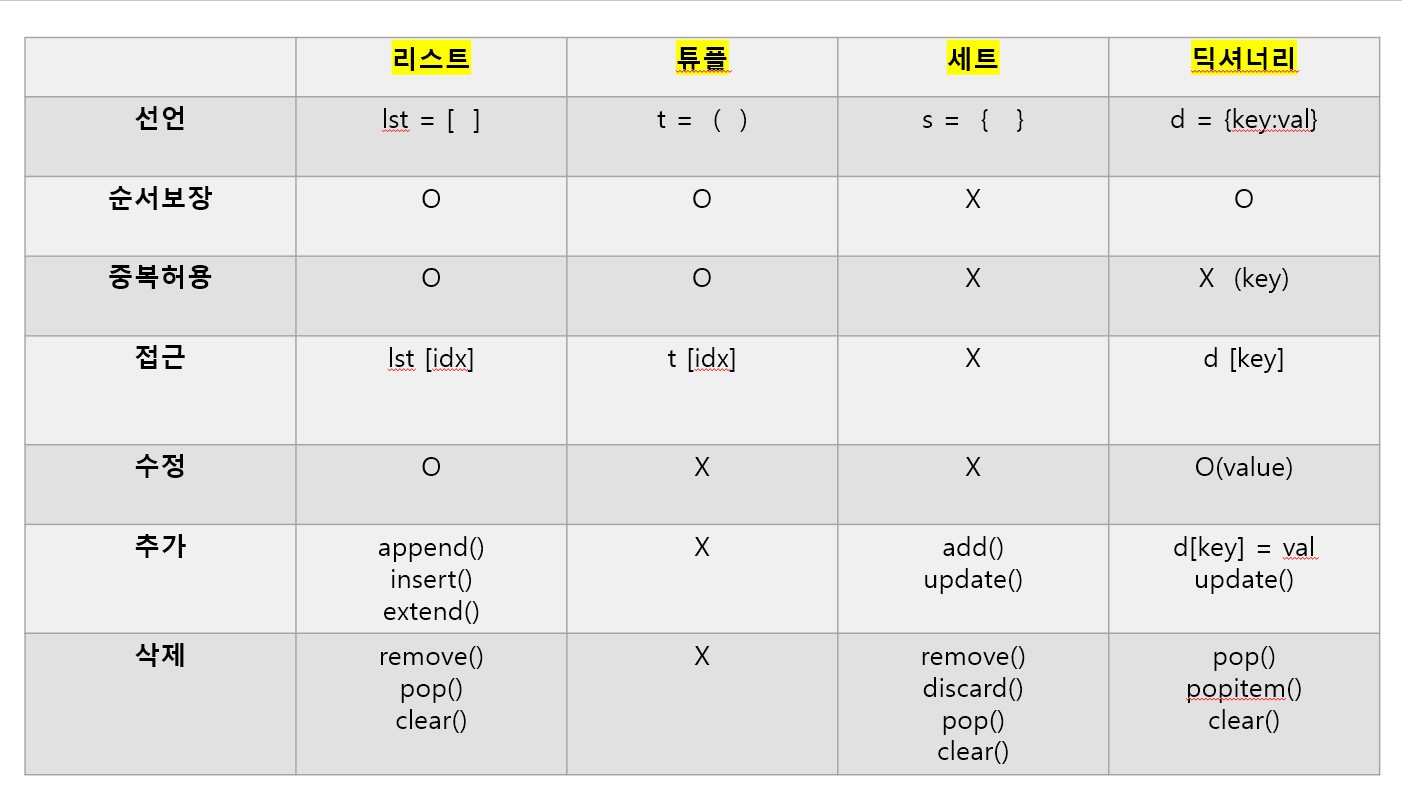 리스트 튜플 세트 딕셔너리
선언 lst = [ ] t = ( ) s = { } d = {key:val}
순서보장 O O X O
중복허용 O O X X (key)
접근 lst [idx] t [idx] X d [key]
수정 O X X O(value)
추가 append() X add() d[key] = val
insert() update() update()
extend()
삭제 remove() X remove() pop()
pop() discard() popitem()
clear() pop() clear()
clear()